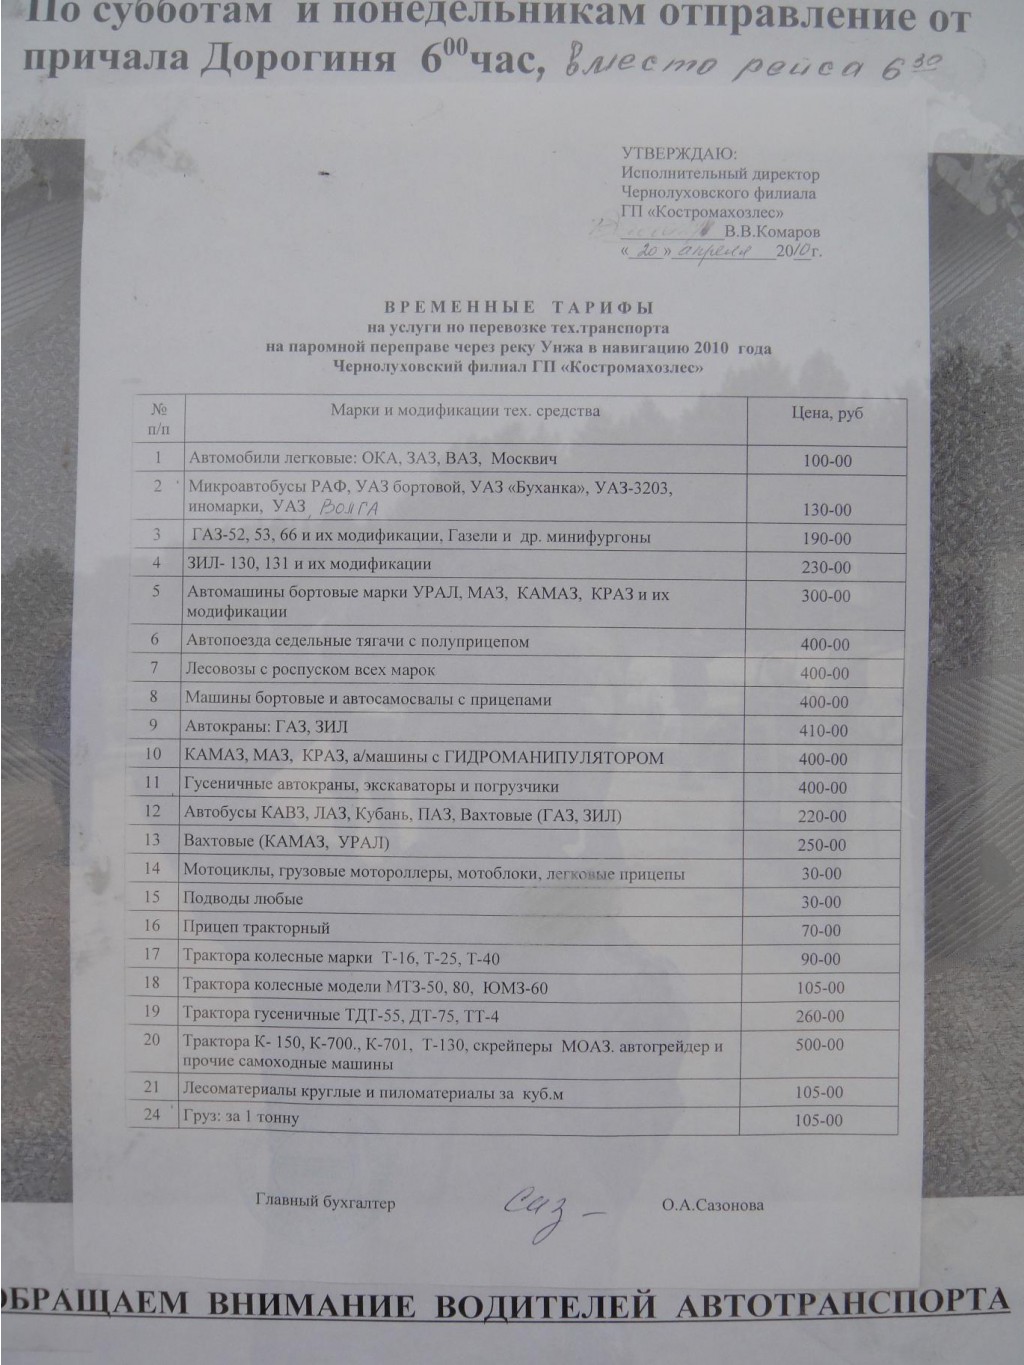 По субботам и понедельникам отправление от
причала Дорогиня 6 00 час, вместо рейса 6 30
УТВЕРЖДАЮ:
Исполнительный директор
Чернолуховского филиала
ГП «Костромахозлес»
В.В.Комаров
« 20 » апреля 2010 г.
ВРЕМЕННЫЕ ТАРИФЫ
на услуги по перевозке тех.транспорта
на паромной переправе через реку Унжа в навигацию 2010 года
Чернолуховский филиал ГП «Костромахозлес»
№ п/п Марки и модификации тех. средства Цена, руб
1 Автомобили легковые: ОКА, ЗАЗ, ВАЗ, Москвич 100-00
2 Микроавтобусы РАФ, УАЗ бортовой, УАЗ «Буханка», УАЗ-3203,
иномарки, УАЗ, ВОЛГА 130-00
3 ГАЗ-52, 53, 66 и их модификации, Газели и др. минифургоны 190-00
4 ЗИЛ- 130, 131 и их модификации 230-00
5 Автомашины бортовые марки УРАЛ, МАЗ, КАМАЗ, КРАЗ и их 300-00
модификации
6 Автопоезда седельные тягачи с полуприцепом 400-00
7 Лесовозы с роспуском всех марок 400-00
8 Машины бортовые и автосамосвалы с прицепами 400-00
9 Автокраны: ГАЗ, ЗИЛ 410-00
10 КАМАЗ, МАЗ, КРАЗ, а/машины с ГИДРОМАНИПУЛЯТОРОМ 400-00
11 Гусеничные автокраны, экскаваторы и погрузчики 400-00
12 Автобусы КАВЗ, ЛАЗ, Кубань, ПАЗ, Вахтовые (ГАЗ, ЗИЛ) 220-00
13 Вахтовые (КАМАЗ, УРАЛ) 250-00
14 Мотоциклы, грузовые мотороллеры, мотоблоки, легковые прицепы 30-00
15 Подводы любые 30-00
16 Прицеп тракторный 70-00
17 Трактора колесные марки Т-16, Т-25, Т-40 90-00
18 Трактора колесные модели МТЗ-50, 80, ЮМЗ-60 105-00
19 Трактора гусеничные ТДТ-55, ДТ-75, ТТ-4 260-00
20 Трактора К- 150, К-700., К-701, Т-130, скрейперы МОАЗ. автогрейдер и 500-00
прочие самоходные машины
21 Лесоматериалы круглые и пиломатериалы за куб.м 105-00
24 Груз: за 1 тонну 105-00
Главный бухгалтер Саз О.А.Сазонова
ОБРАЩАЕМ ВНИМАНИЕ ВОДИТЕЛЕЙ АВТОТРАНСПОРТА